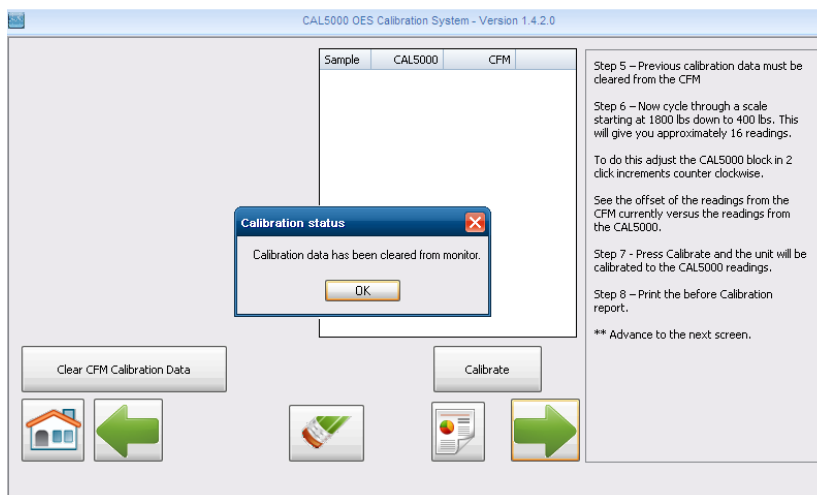 CAL5000 OES Calibration System - Version 1.4.2.0
Sample CAL5000 CFM
Step 5 – Previous calibration data must be
cleared from the CFM
Step 6 – Now cycle through a scale
starting at 1800 lbs down to 400 lbs. This
will give you approximately 16 readings.
To do this adjust the CAL5000 block in 2
click increments counter clockwise.
See the offset of the readings from the
CFM currently versus the readings from
the CAL5000.
Step 7 - Press Calibrate and the unit will be
calibrated to the CAL5000 readings.
Step 8 – Print the before Calibration
report.
** Advance to the next screen.
Calibration status
Calibration data has been cleared from monitor.
OK
Clear CFM Calibration Data
Calibrate